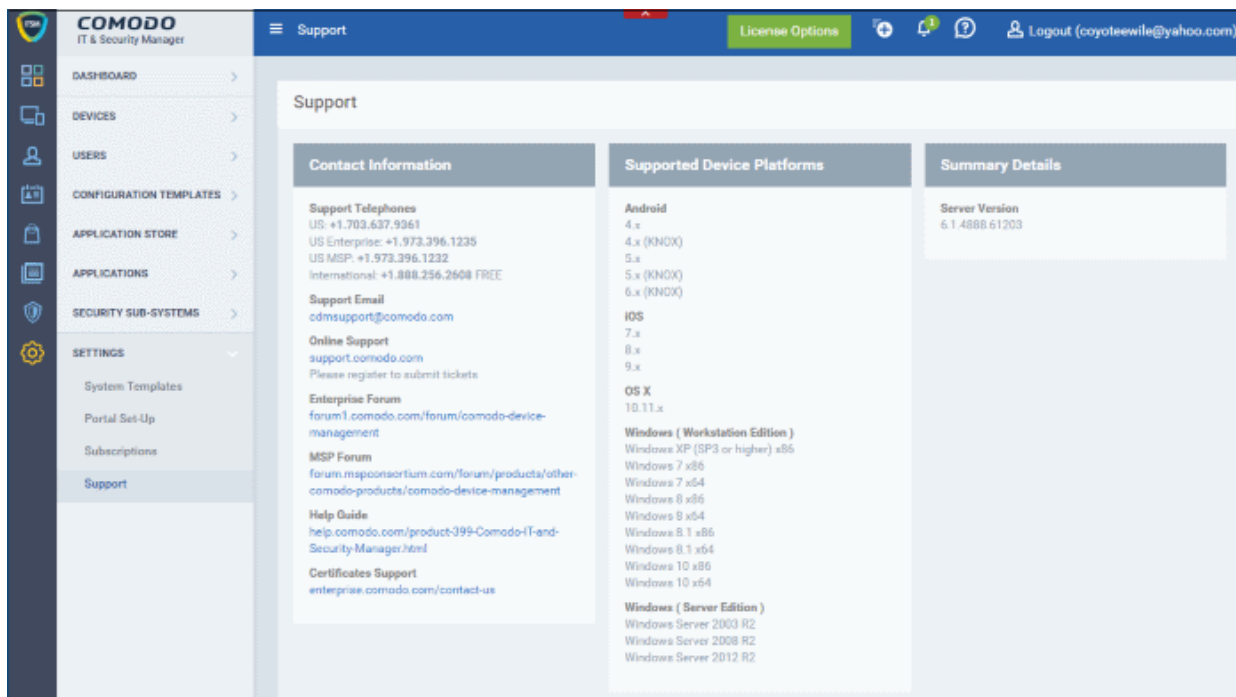 COMODO
IT & Security Manager
Support
License Options
1
Logout (coyoteewile@yahoo.com)
DASHBOARD
DEVICES
USERS
CONFIGURATION TEMPLATES
APPLICATION STORE
APPLICATIONS
SECURITY SUB-SYSTEMS
SETTINGS
System Templates
Portal Set-Up
Subscriptions
Support
Support
Contact Information
Support Telephones
US: +1.703.637.9361
US Enterprise: +1.973.396.1235
US MSP: +1.973.396.1232
International: +1.888.256.2608 FREE
Support Email
cdmsupport@comodo.com
Online Support
support.comodo.com
Please register to submit tickets
Enterprise Forum
forum1.comodo.com/forum/comodo-device-
management
MSP Forum
forum.mspconsortium.com/forum/products/other-
comodo-products/comodo-device-management
Help Guide
help.comodo.com/product-399-Comodo-IT-and-
Security-Manager.html
Certificates Support
enterprise.comodo.com/contact-us
Supported Device Platforms
Android
4.x
4.x (KNOX)
5.x
5.x (KNOX)
6.x (KNOX)
iOS
7.x
8.x
9.x
OS X
10.11.x
Windows ( Workstation Edition )
Windows XP (SP3 or higher) x86
Windows 7 x86
Windows 7 x64
Windows 8 x86
Windows 8 x64
Windows 8.1 x86
Windows 8.1 x64
Windows 10 x86
Windows 10 x64
Windows ( Server Edition )
Windows Server 2003 R2
Windows Server 2008 R2
Windows Server 2012 R2
Summary Details
Server Version
6.1.4888.61203